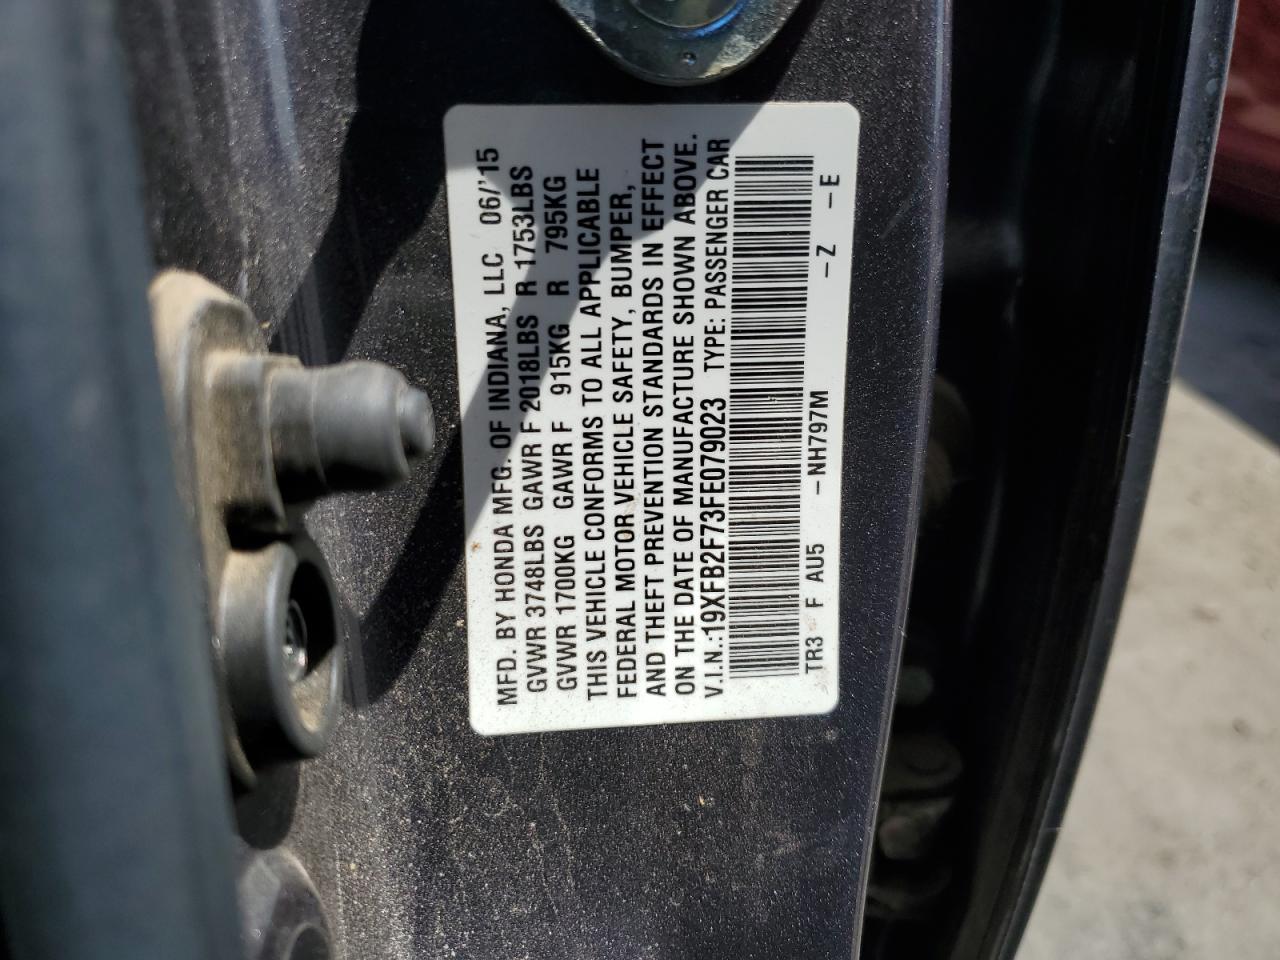 MFD. BY HONDA MFG. OF INDIANA, LLC 06/'15
GVWR 3748LBS GAWR F 2018LBS R 1753LBS
GVWR 1700KG GAWR F 915KG R 795KG
THIS VEHICLE CONFORMS TO ALL APPLICABLE
FEDERAL MOTOR VEHICLE SAFETY, BUMPER,
AND THEFT PREVENTION STANDARDS IN EFFECT
ON THE DATE OF MANUFACTURE SHOWN ABOVE.
V.I.N.:19XFB2F73FE079023 TYPE: PASSENGER CAR
TR3 F AU5 -NH797M -Z -E